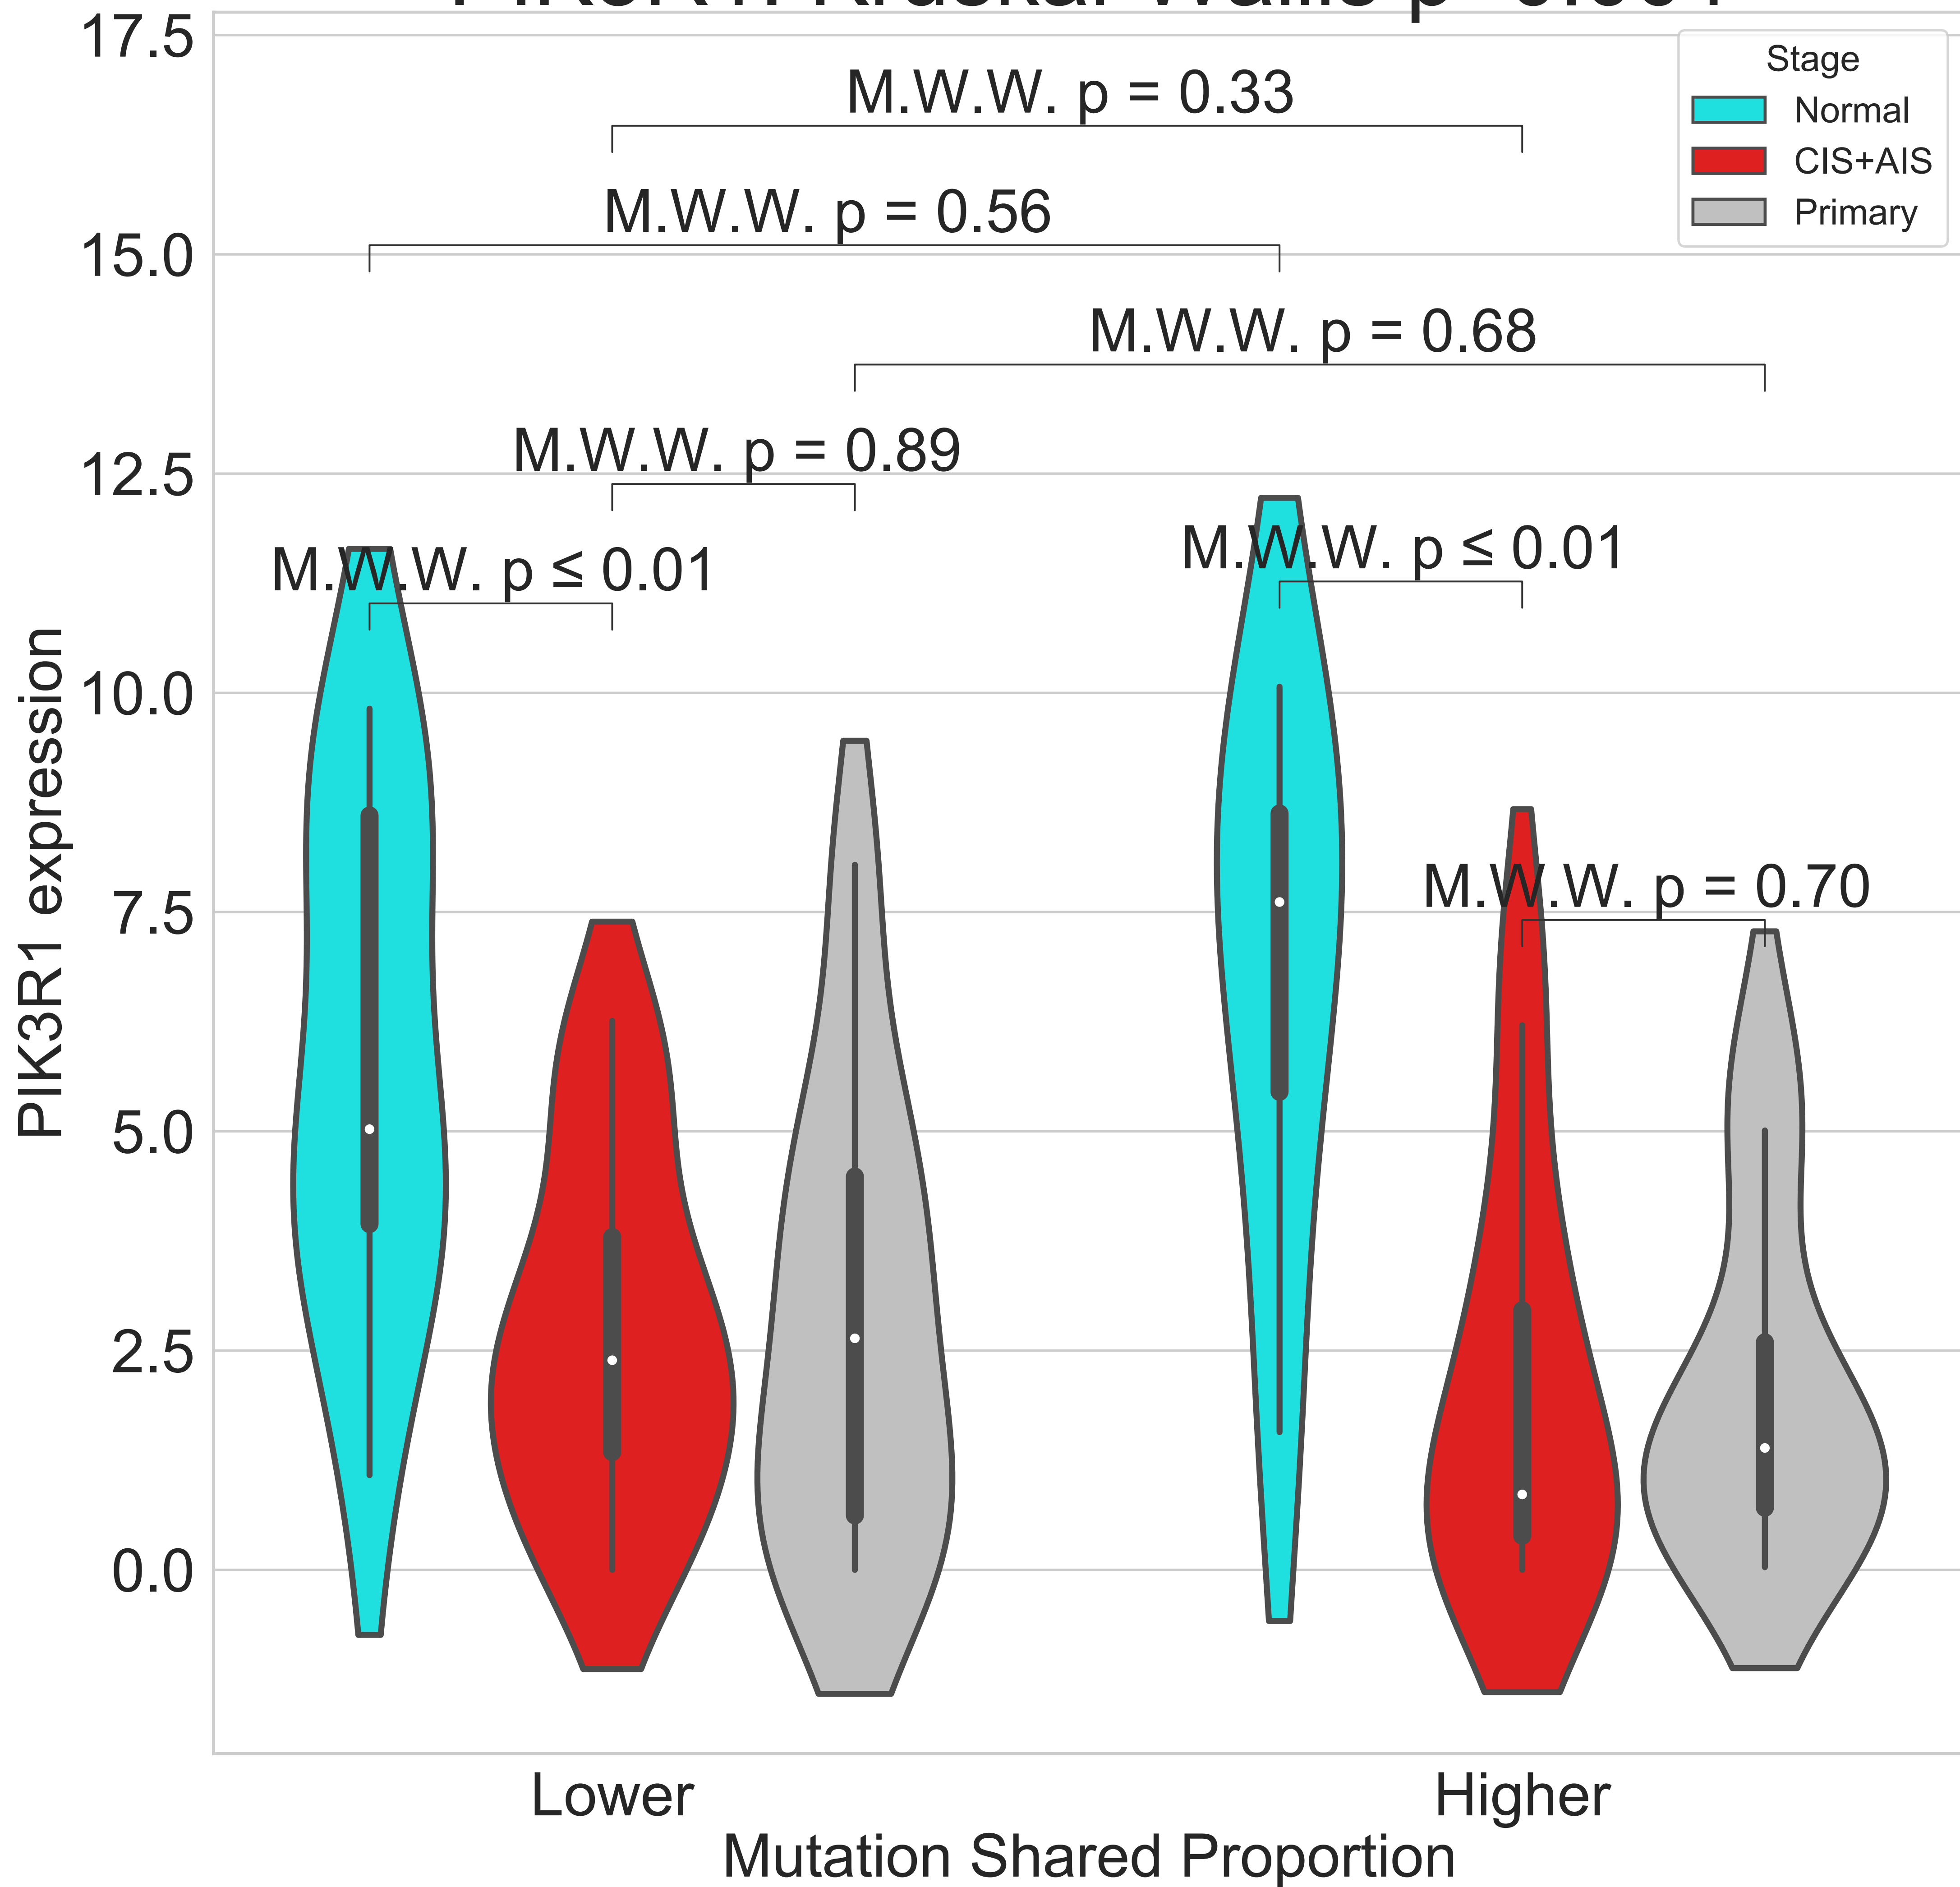 17.5
Stage
Normal
CIS+AIS
Primary
M.W.W. p = 0.33
M.W.W. p = 0.56
15.0
M.W.W. p = 0.68
M.W.W. p = 0.89
12.5
M.W.W. p ≤ 0.01
M.W.W. p ≤ 0.01
10.0
M.W.W. p = 0.70
7.5
PIK3R1 expression
5.0
2.5
0.0
Lower
Higher
Mutation Shared Proportion